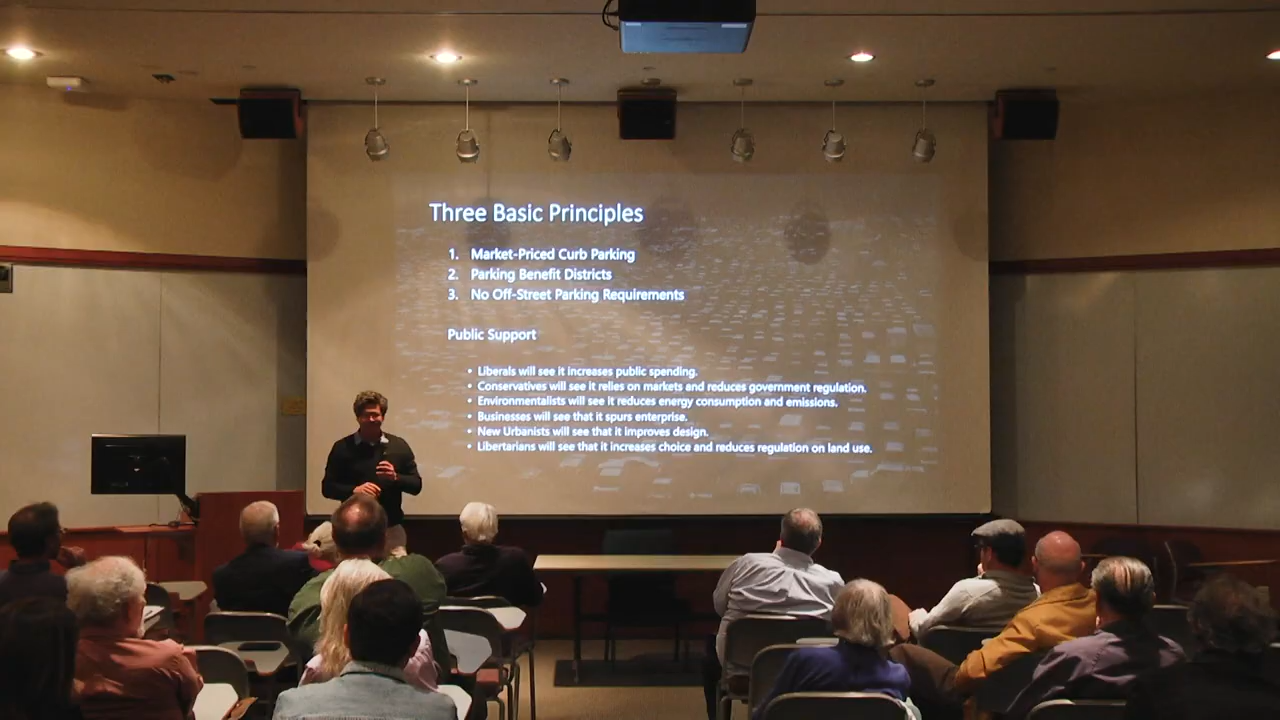 Three Basic Principles
1. Market-Priced Curb Parking
2. Parking Benefit Districts
3. No Off-Street Parking Requirements
Public Support
• Liberals will see it increases public spending.
• Conservatives will see it relies on markets and reduces government regulation.
• Environmentalists will see it reduces energy consumption and emissions.
• Businesses will see that it spurs enterprise.
• New Urbanists will see that it improves design.
• Libertarians will see that it increases choice and reduces regulation on land use.